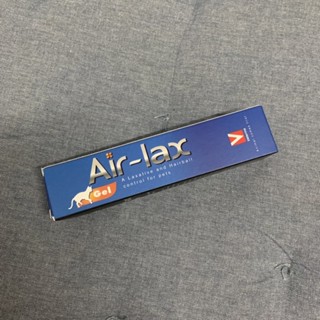 Air-lax
Gel
A Laxative and Hairball
control for pets